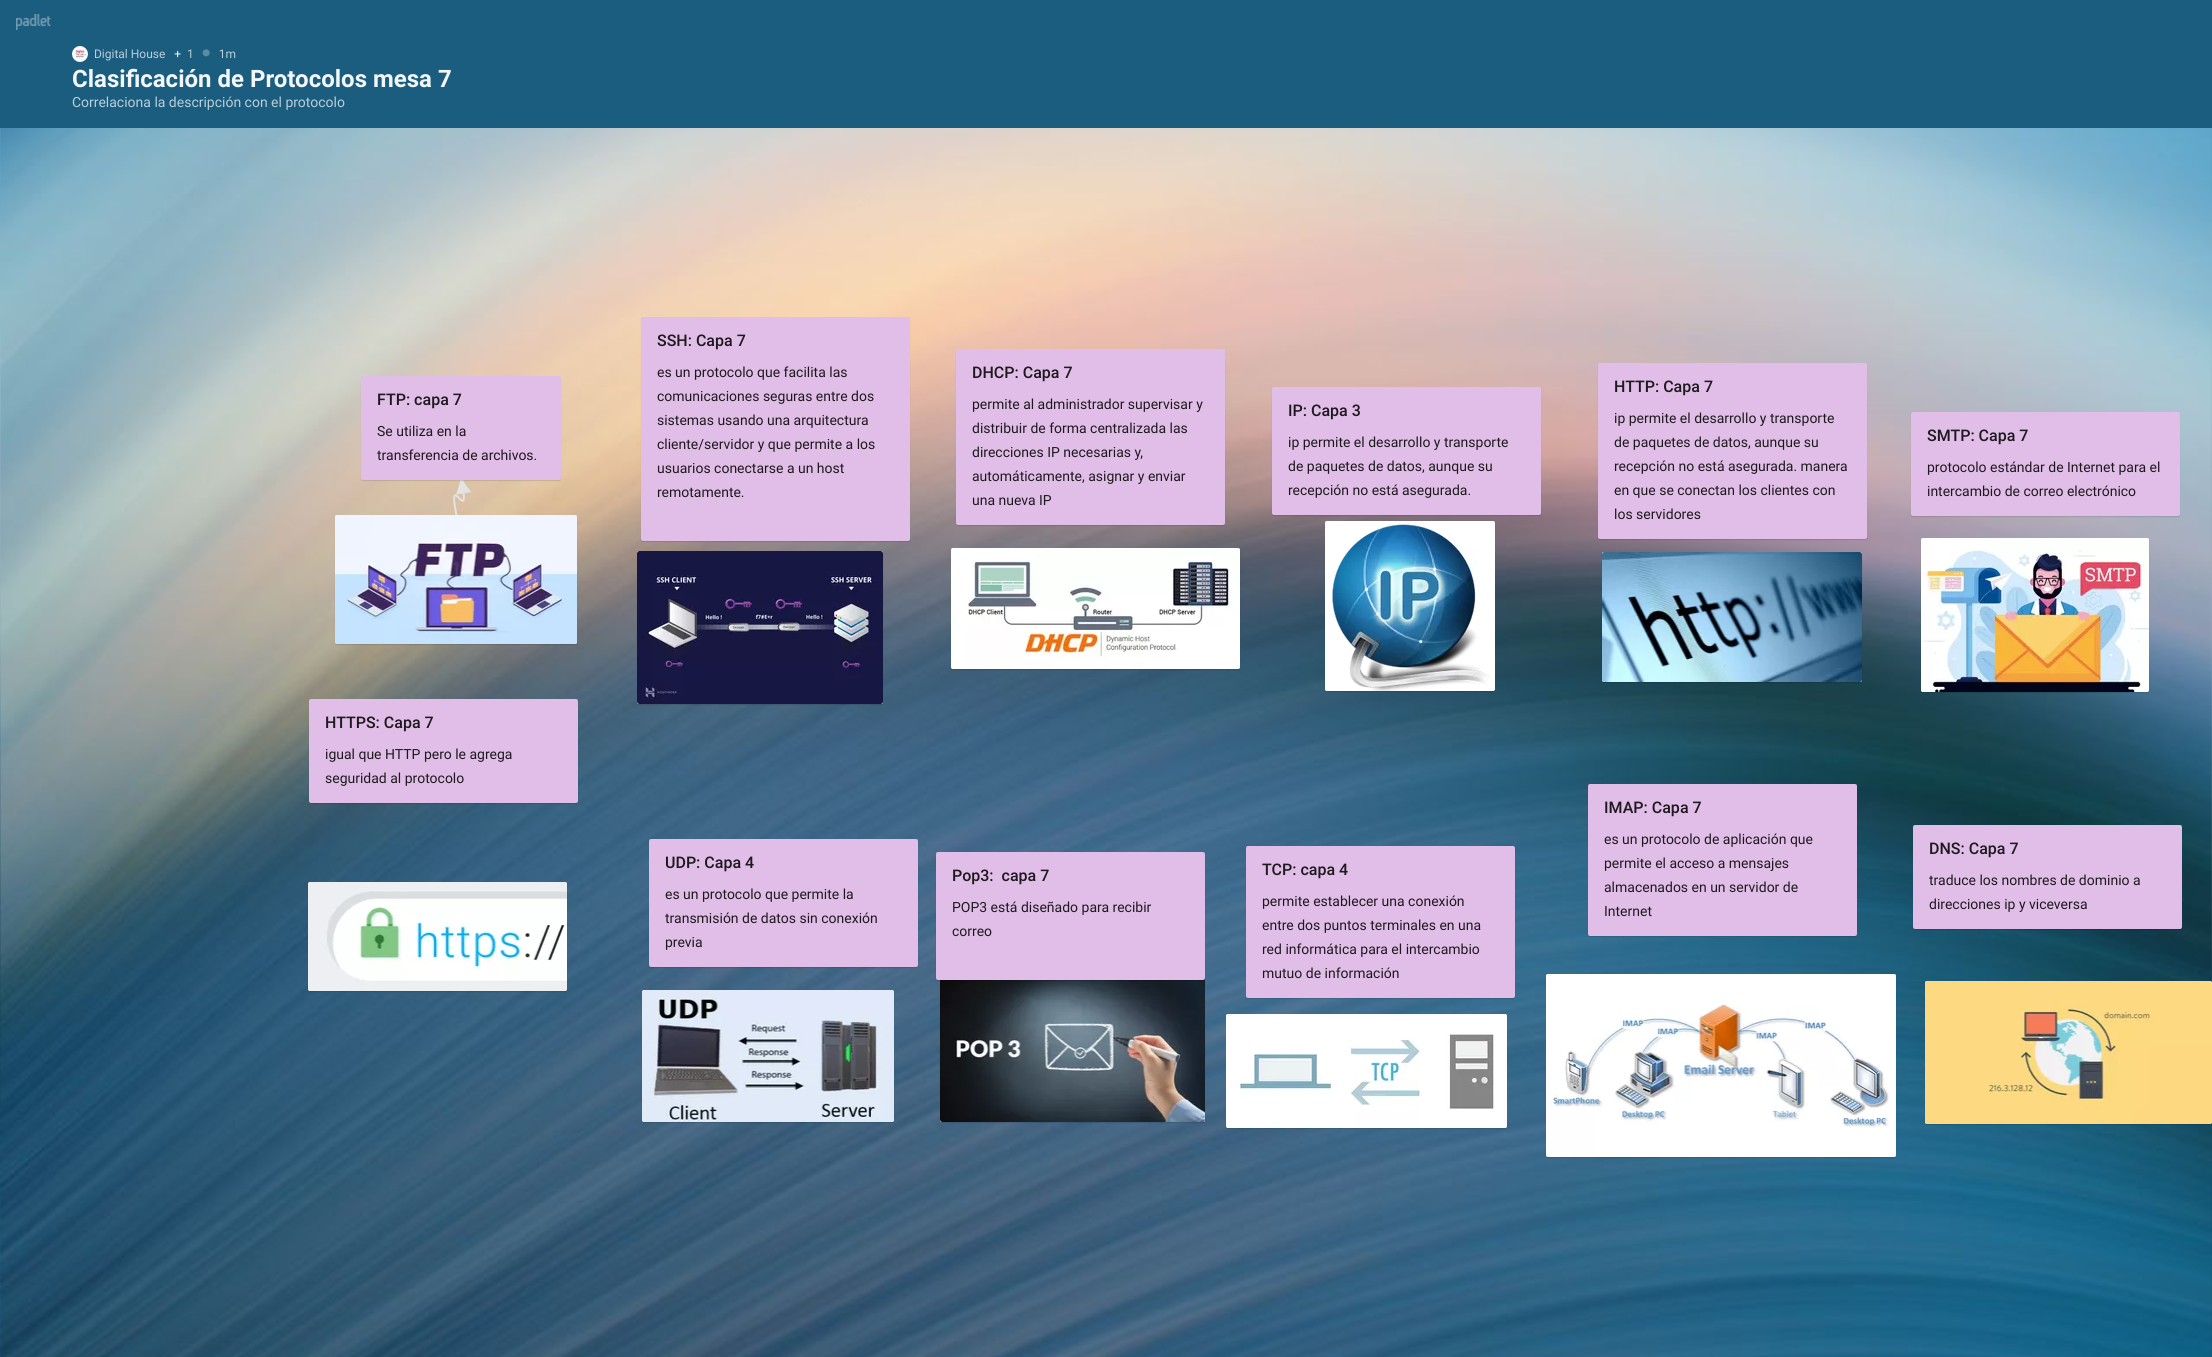 padlet
Digital House + 1 1m
Clasificación de Protocolos mesa 7
Correlaciona la descripción con el protocolo
FTP: capa 7
Se utiliza en la
transferencia de archivos.
FTP
SSH: Capa 7
es un protocolo que facilita las
comunicaciones seguras entre dos
sistemas usando una arquitectura
cliente/servidor y que permite a los
usuarios conectarse a un host
remotamente.
SSH CLIENT
SSH SERVER
Hello !
Hello !
DHCP: Capa 7
permite al administrador supervisar y
distribuir de forma centralizada las
direcciones IP necesarias y,
automáticamente, asignar y enviar
una nueva IP
DHCP Client
Router
DHCP Server
DHCP
Dynamic Host
Configuration Protocol
IP: Capa 3
ip permite el desarrollo y transporte
de paquetes de datos, aunque su
recepción no está asegurada.
IP
HTTP: Capa 7
ip permite el desarrollo y transporte
de paquetes de datos, aunque su
recepción no está asegurada. manera
en que se conectan los clientes con
los servidores
http://www
SMTP: Capa 7
protocolo estándar de Internet para el
intercambio de correo electrónico
SMTP
HTTPS: Capa 7
igual que HTTP pero le agrega
seguridad al protocolo
https://
UDP: Capa 4
es un protocolo que permite la
transmisión de datos sin conexión
previa
UDP
Request
Response
Response
Client
Server
Pop3:  capa 7
POP3 está diseñado para recibir
correo
POP 3
TCP: capa 4
permite establecer una conexión
entre dos puntos terminales en una
red informática para el intercambio
mutuo de información
TCP
IMAP: Capa 7
es un protocolo de aplicación que
permite el acceso a mensajes
almacenados en un servidor de
Internet
IMAP
IMAP
IMAP
IMAP
Email Server
SmartPhone
Desktop PC
Tablet
Desktop PC
DNS: Capa 7
traduce los nombres de dominio a
direcciones ip y viceversa
domain.com
216.3.128.12